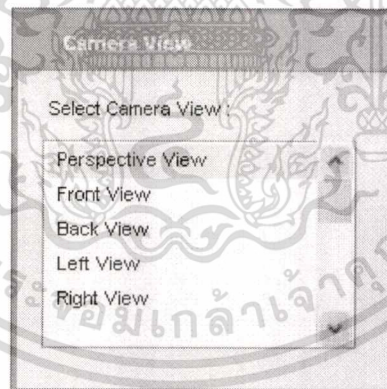 Camera View
Select Camera View :
Perspective View
Front View
Back View
Left View
Right View